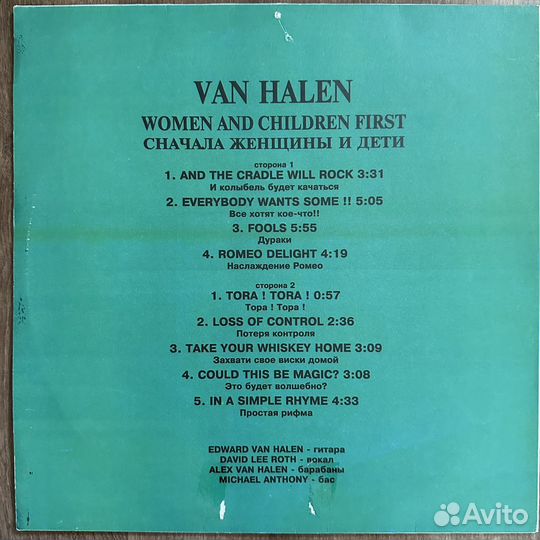 VAN HALEN
WOMEN AND CHILDREN FIRST
СНАЧАЛА ЖЕНЩИНЫ И ДЕТИ
сторона 1
1. AND THE CRADLE WILL ROCK 3:31
И колыбель будет качаться
2. EVERYBODY WANTS SOME !! 5:05
Все хотят кое-что!!
3. FOOLS 5:55
Дураки
4. ROMEO DELIGHT 4:19
Наслаждение Ромео
сторона 2
1. TORA ! TORA ! 0:57
Тора ! Тора !
2. LOSS OF CONTROL 2:36
Потеря контроля
3. TAKE YOUR WHISKEY HOME 3:09
Захвати свое виски домой
4. COULD THIS BE MAGIC? 3:08
Это будет волшебно?
5. IN A SIMPLE RHYME 4:33
Простая рифма
EDWARD VAN HALEN - гитара
DAVID LEE ROTH - вокал
ALEX VAN HALEN - барабаны
MICHAEL ANTHONY - бас
Avito